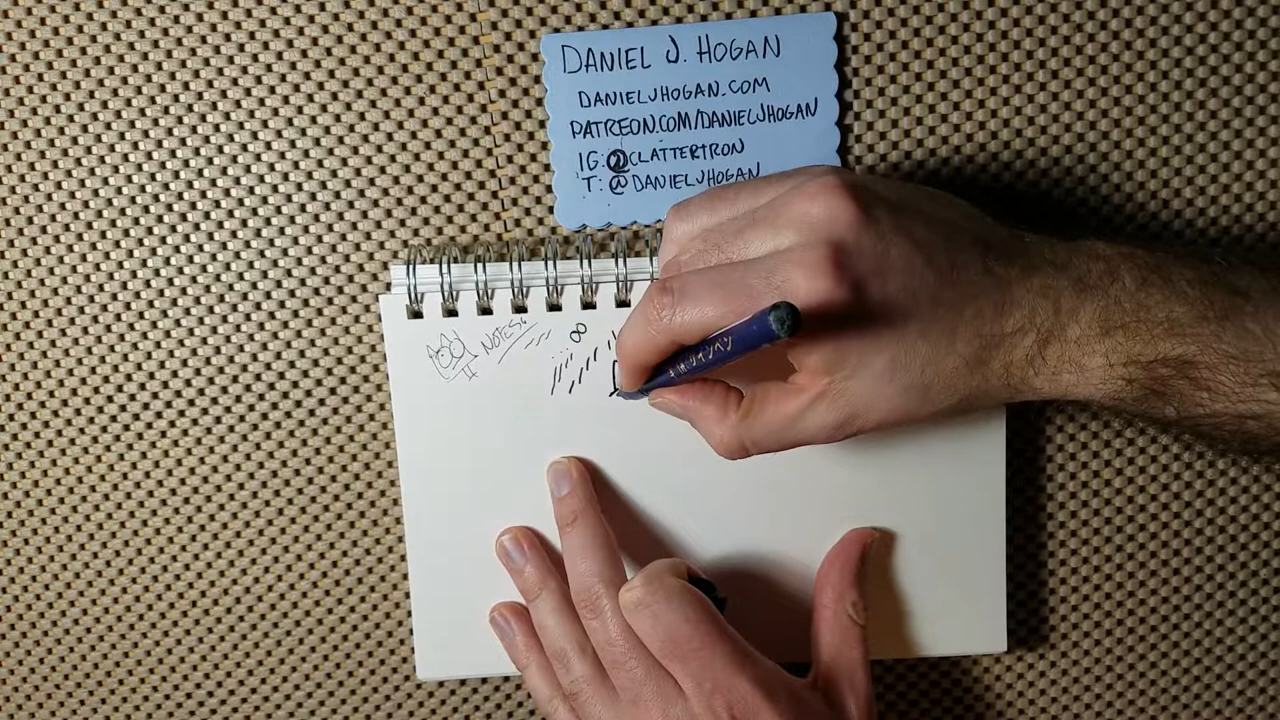 DANIEL J. HOGAN
DANIELJHOGAN.COM
PATREON.COM/DANIELJHOGAN
IG: @CLATTERTRON
T: @DANIELJHOGAN
NOTES